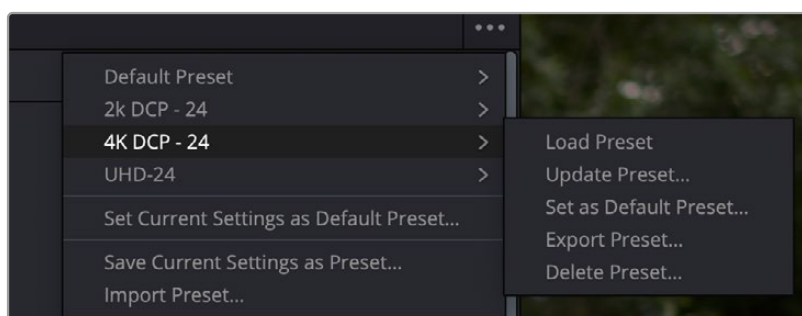 Default Preset
2k DCP - 24
4K DCP - 24
UHD-24
Set Current Settings as Default Preset...
Save Current Settings as Preset...
Import Preset...
Load Preset
Update Preset...
Set as Default Preset...
Export Preset...
Delete Preset...